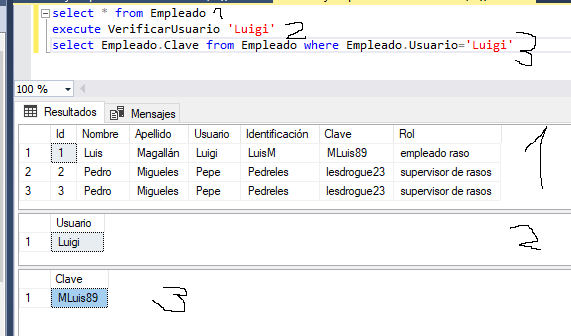 select * from Empleado 1
execute VerificarUsuario 'Luigi' 2
select Empleado.Clave from Empleado where Empleado.Usuario='Luigi' 3
100 %
Resultados Mensajes
Id Nombre Apellido Usuario Identificación Clave Rol
1 1 Luis Magallán Luigi LuisM MLuis89 empleado raso
2 2 Pedro Migueles Pepe Pedreles lesdrogue23 supervisor de rasos
3 3 Pedro Migueles Pepe Pedreles lesdrogue23 supervisor de rasos
1
Usuario
1 Luigi
2
Clave
1 MLuis89
3